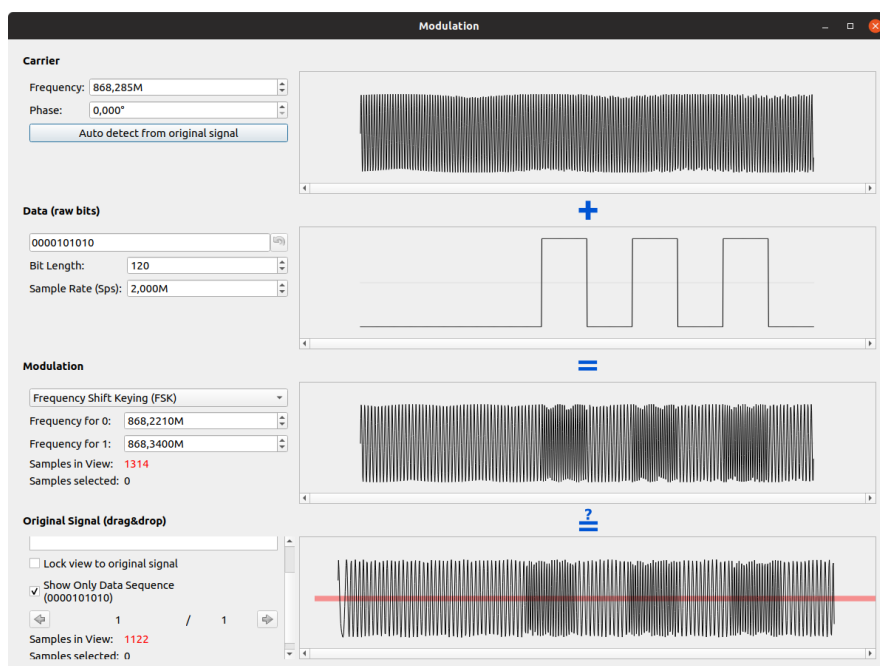 Modulation
Carrier
Frequency: 868,285M
Phase: 0,000°
Auto detect from original signal
+
Data (raw bits)
0000101010
Bit Length: 120
Sample Rate (Sps): 2,000M
=
Modulation
Frequency Shift Keying (FSK)
Frequency for 0: 868,2210M
Frequency for 1: 868,3400M
Samples in View: 1314
Samples selected: 0
?
=
Original Signal (drag&drop)
Lock view to original signal
Show Only Data Sequence
(0000101010)
1 / 1
Samples in View: 1122
Samples selected: 0